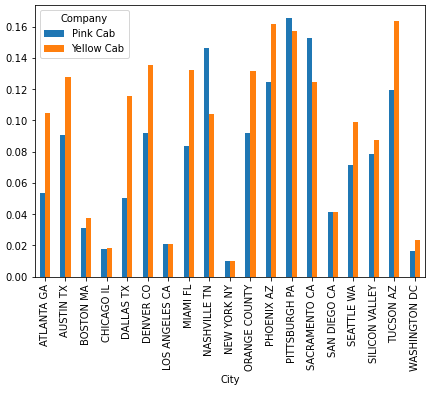 Company
Pink Cab
Yellow Cab
0.16
0.14
0.12
0.10
0.08
0.06
0.04
0.02
0.00
ATLANTA GA
AUSTIN TX
BOSTON MA
CHICAGO IL
DALLAS TX
DENVER CO
LOS ANGELES CA
MIAMI FL
NASHVILLE TN
NEW YORK NY
ORANGE COUNTY
PHOENIX AZ
PITTSBURGH PA
SACRAMENTO CA
SAN DIEGO CA
SEATTLE WA
SILICON VALLEY
TUCSON AZ
WASHINGTON DC
City